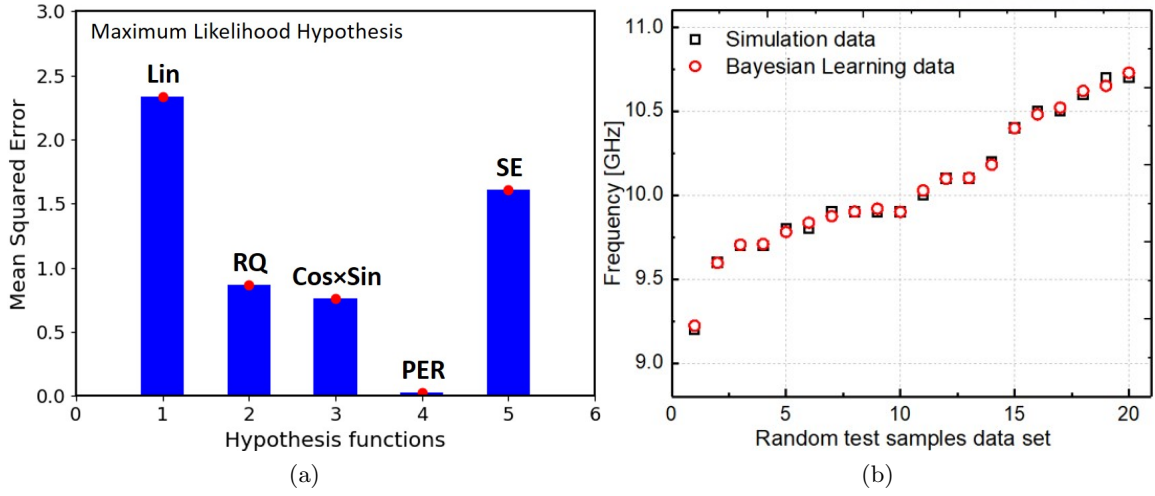 Maximum Likelihood Hypothesis
Mean Squared Error
3.0
2.5
2.0
1.5
1.0
0.5
0.0
Lin
RQ
Cos×Sin
PER
SE
0 1 2 3 4 5 6
Hypothesis functions
(a)
Simulation data
Bayesian Learning data
Frequency [GHz]
11.0
10.5
10.0
9.5
9.0
0 5 10 15 20
Random test samples data set
(b)